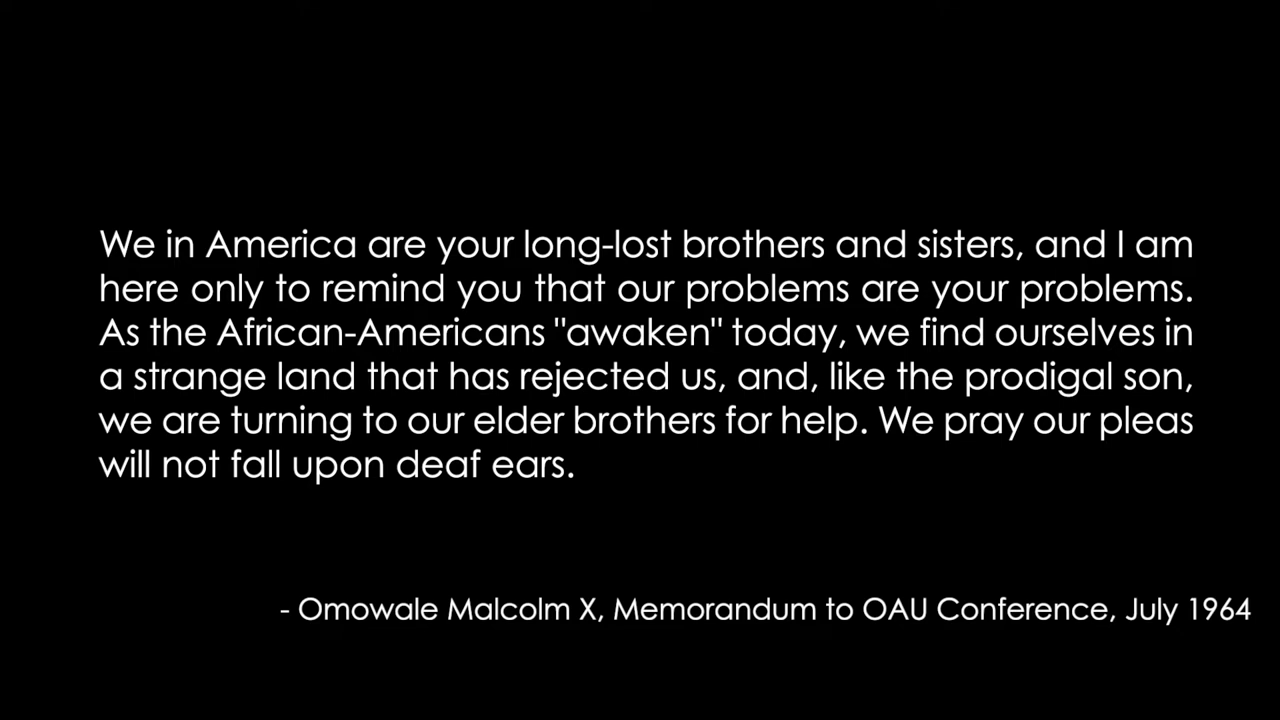 We in America are your long-lost brothers and sisters, and I am
here only to remind you that our problems are your problems.
As the African-Americans "awaken" today, we find ourselves in
a strange land that has rejected us, and, like the prodigal son,
we are turning to our elder brothers for help. We pray our pleas
will not fall upon deaf ears.
- Omowale Malcolm X, Memorandum to OAU Conference, July 1964